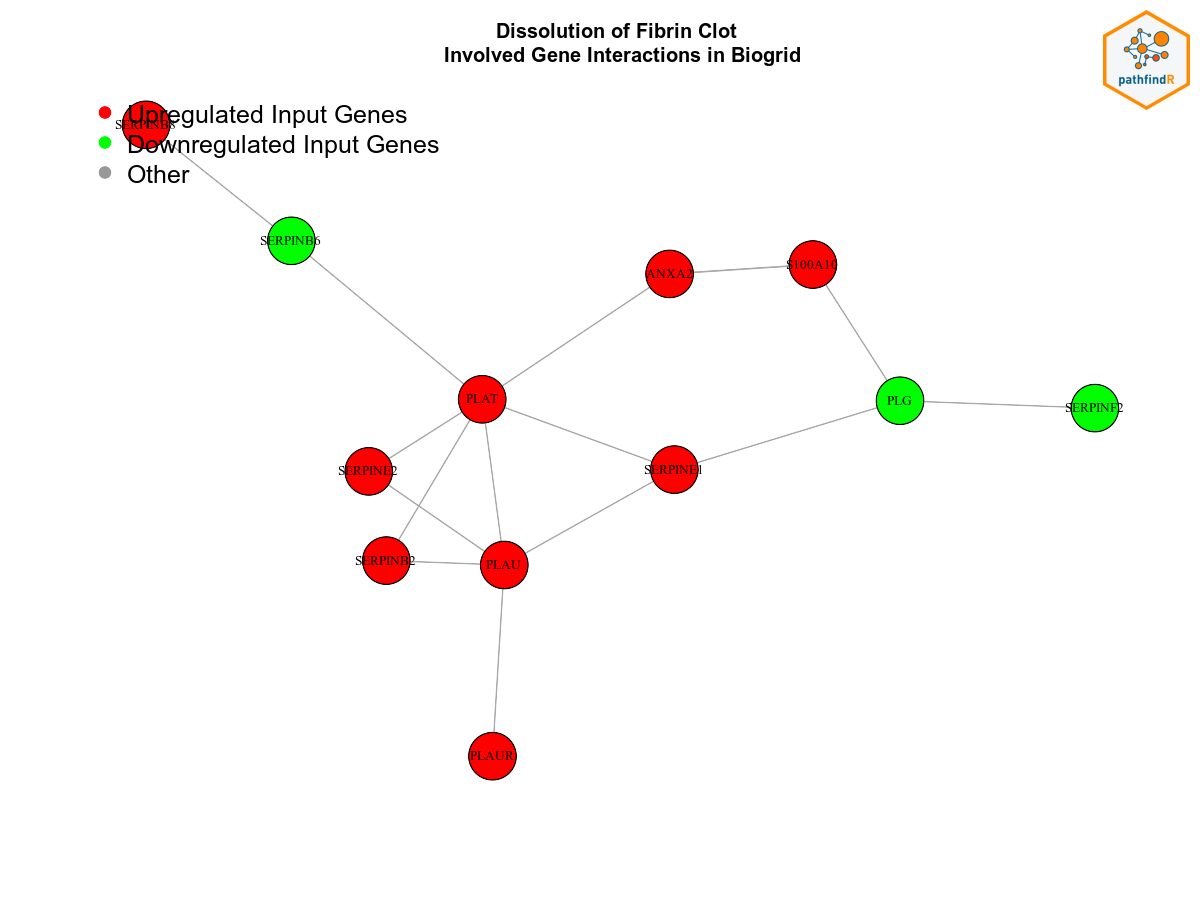 Dissolution of Fibrin Clot
Involved Gene Interactions in Biogrid
pathfindR
Upregulated Input Genes
SERPINB8
Downregulated Input Genes
Other
SERPINB6
ANXA2
S100A10
PLAT
PLG
SERPINF2
SERPINE2
SERPINE1
SERPINB2
PLAU
PLAUR